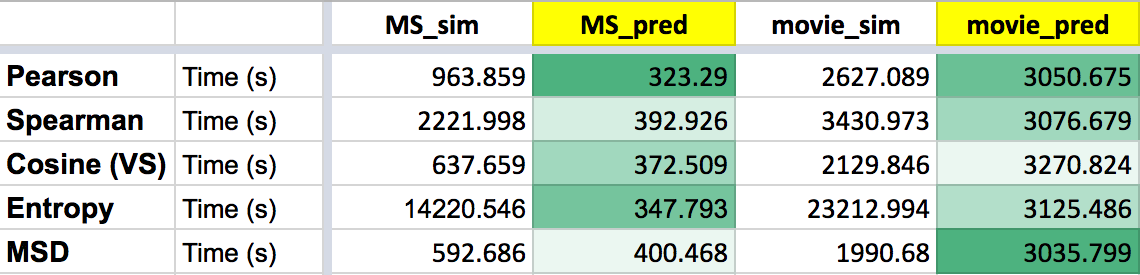 MS_sim MS_pred movie_sim movie_pred
Pearson Time (s) 963.859 323.29 2627.089 3050.675
Spearman Time (s) 2221.998 392.926 3430.973 3076.679
Cosine (VS) Time (s) 637.659 372.509 2129.846 3270.824
Entropy Time (s) 14220.546 347.793 23212.994 3125.486
MSD Time (s) 592.686 400.468 1990.68 3035.799